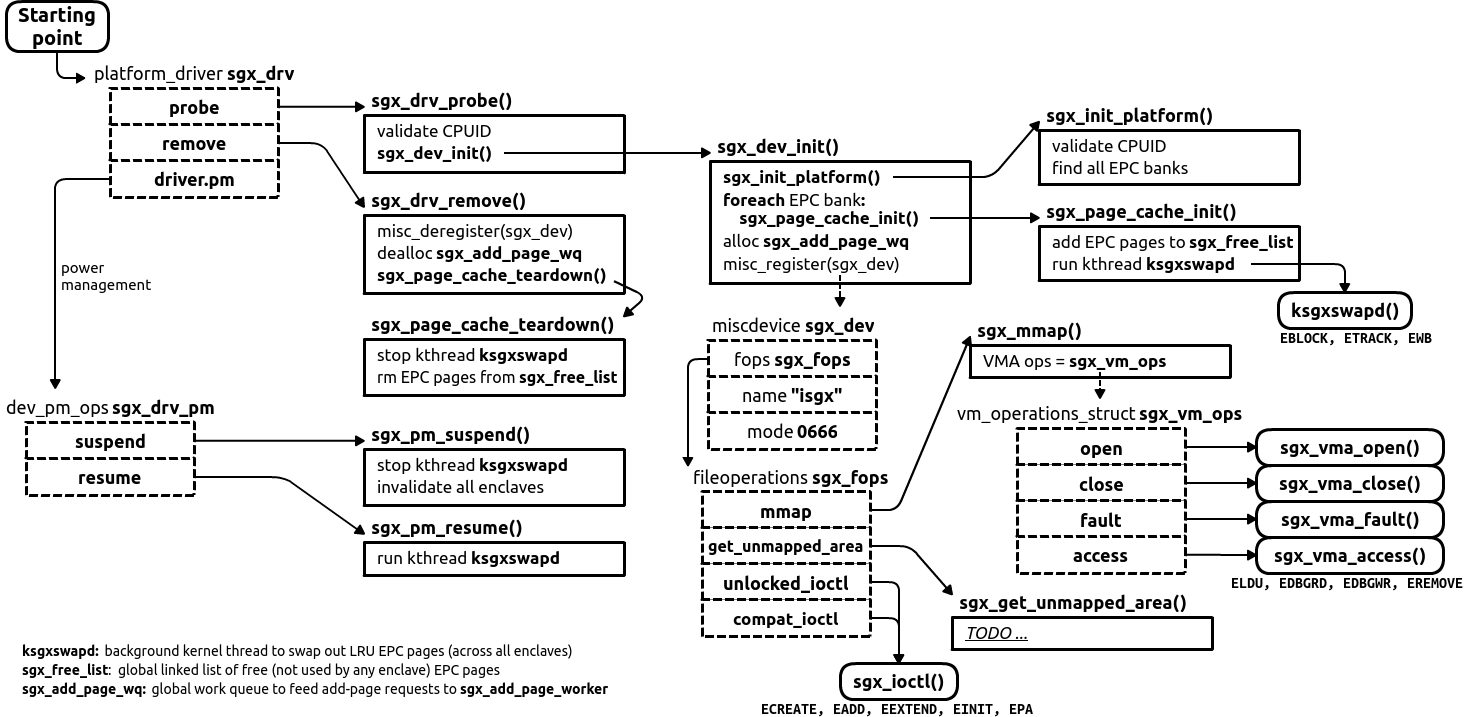 Starting
point
platform_driver sgx_drv
probe
remove
driver.pm
power
management
dev_pm_ops sgx_drv_pm
suspend
resume
sgx_drv_probe()
validate CPUID
sgx_dev_init()
sgx_drv_remove()
misc_deregister(sgx_dev)
dealloc sgx_add_page_wq
sgx_page_cache_teardown()
sgx_page_cache_teardown()
stop kthread ksgxswapd
rm EPC pages from sgx_free_list
sgx_pm_suspend()
stop kthread ksgxswapd
invalidate all enclaves
sgx_pm_resume()
run kthread ksgxswapd
sgx_dev_init()
sgx_init_platform()
foreach EPC bank:
sgx_page_cache_init()
alloc sgx_add_page_wq
misc_register(sgx_dev)
miscdevice sgx_dev
fops sgx_fops
name "isgx"
mode 0666
fileoperations sgx_fops
mmap
get_unmapped_area
unlocked_ioctl
compat_ioctl
sgx_ioctl()
ECREATE, EADD, EEXTEND, EINIT, EPA
sgx_init_platform()
validate CPUID
find all EPC banks
sgx_page_cache_init()
add EPC pages to sgx_free_list
run kthread ksgxswapd
ksgxswapd()
EBLOCK, ETRACK, EWB
sgx_mmap()
VMA ops = sgx_vm_ops
vm_operations_struct sgx_vm_ops
open
close
fault
access
sgx_vma_open()
sgx_vma_close()
sgx_vma_fault()
sgx_vma_access()
ELDU, EDBGRD, EDBGWR, EREMOVE
sgx_get_unmapped_area()
TODO ...
ksgxswapd: background kernel thread to swap out LRU EPC pages (across all enclaves)
sgx_free_list: global linked list of free (not used by any enclave) EPC pages
sgx_add_page_wq: global work queue to feed add-page requests to sgx_add_page_worker